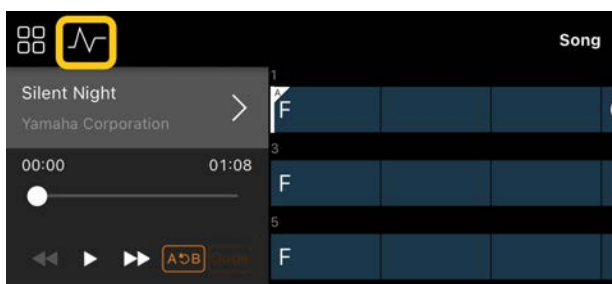 Song
Silent Night
Yamaha Corporation
00:00 01:08
A B
1
A
F
3
F
5
F